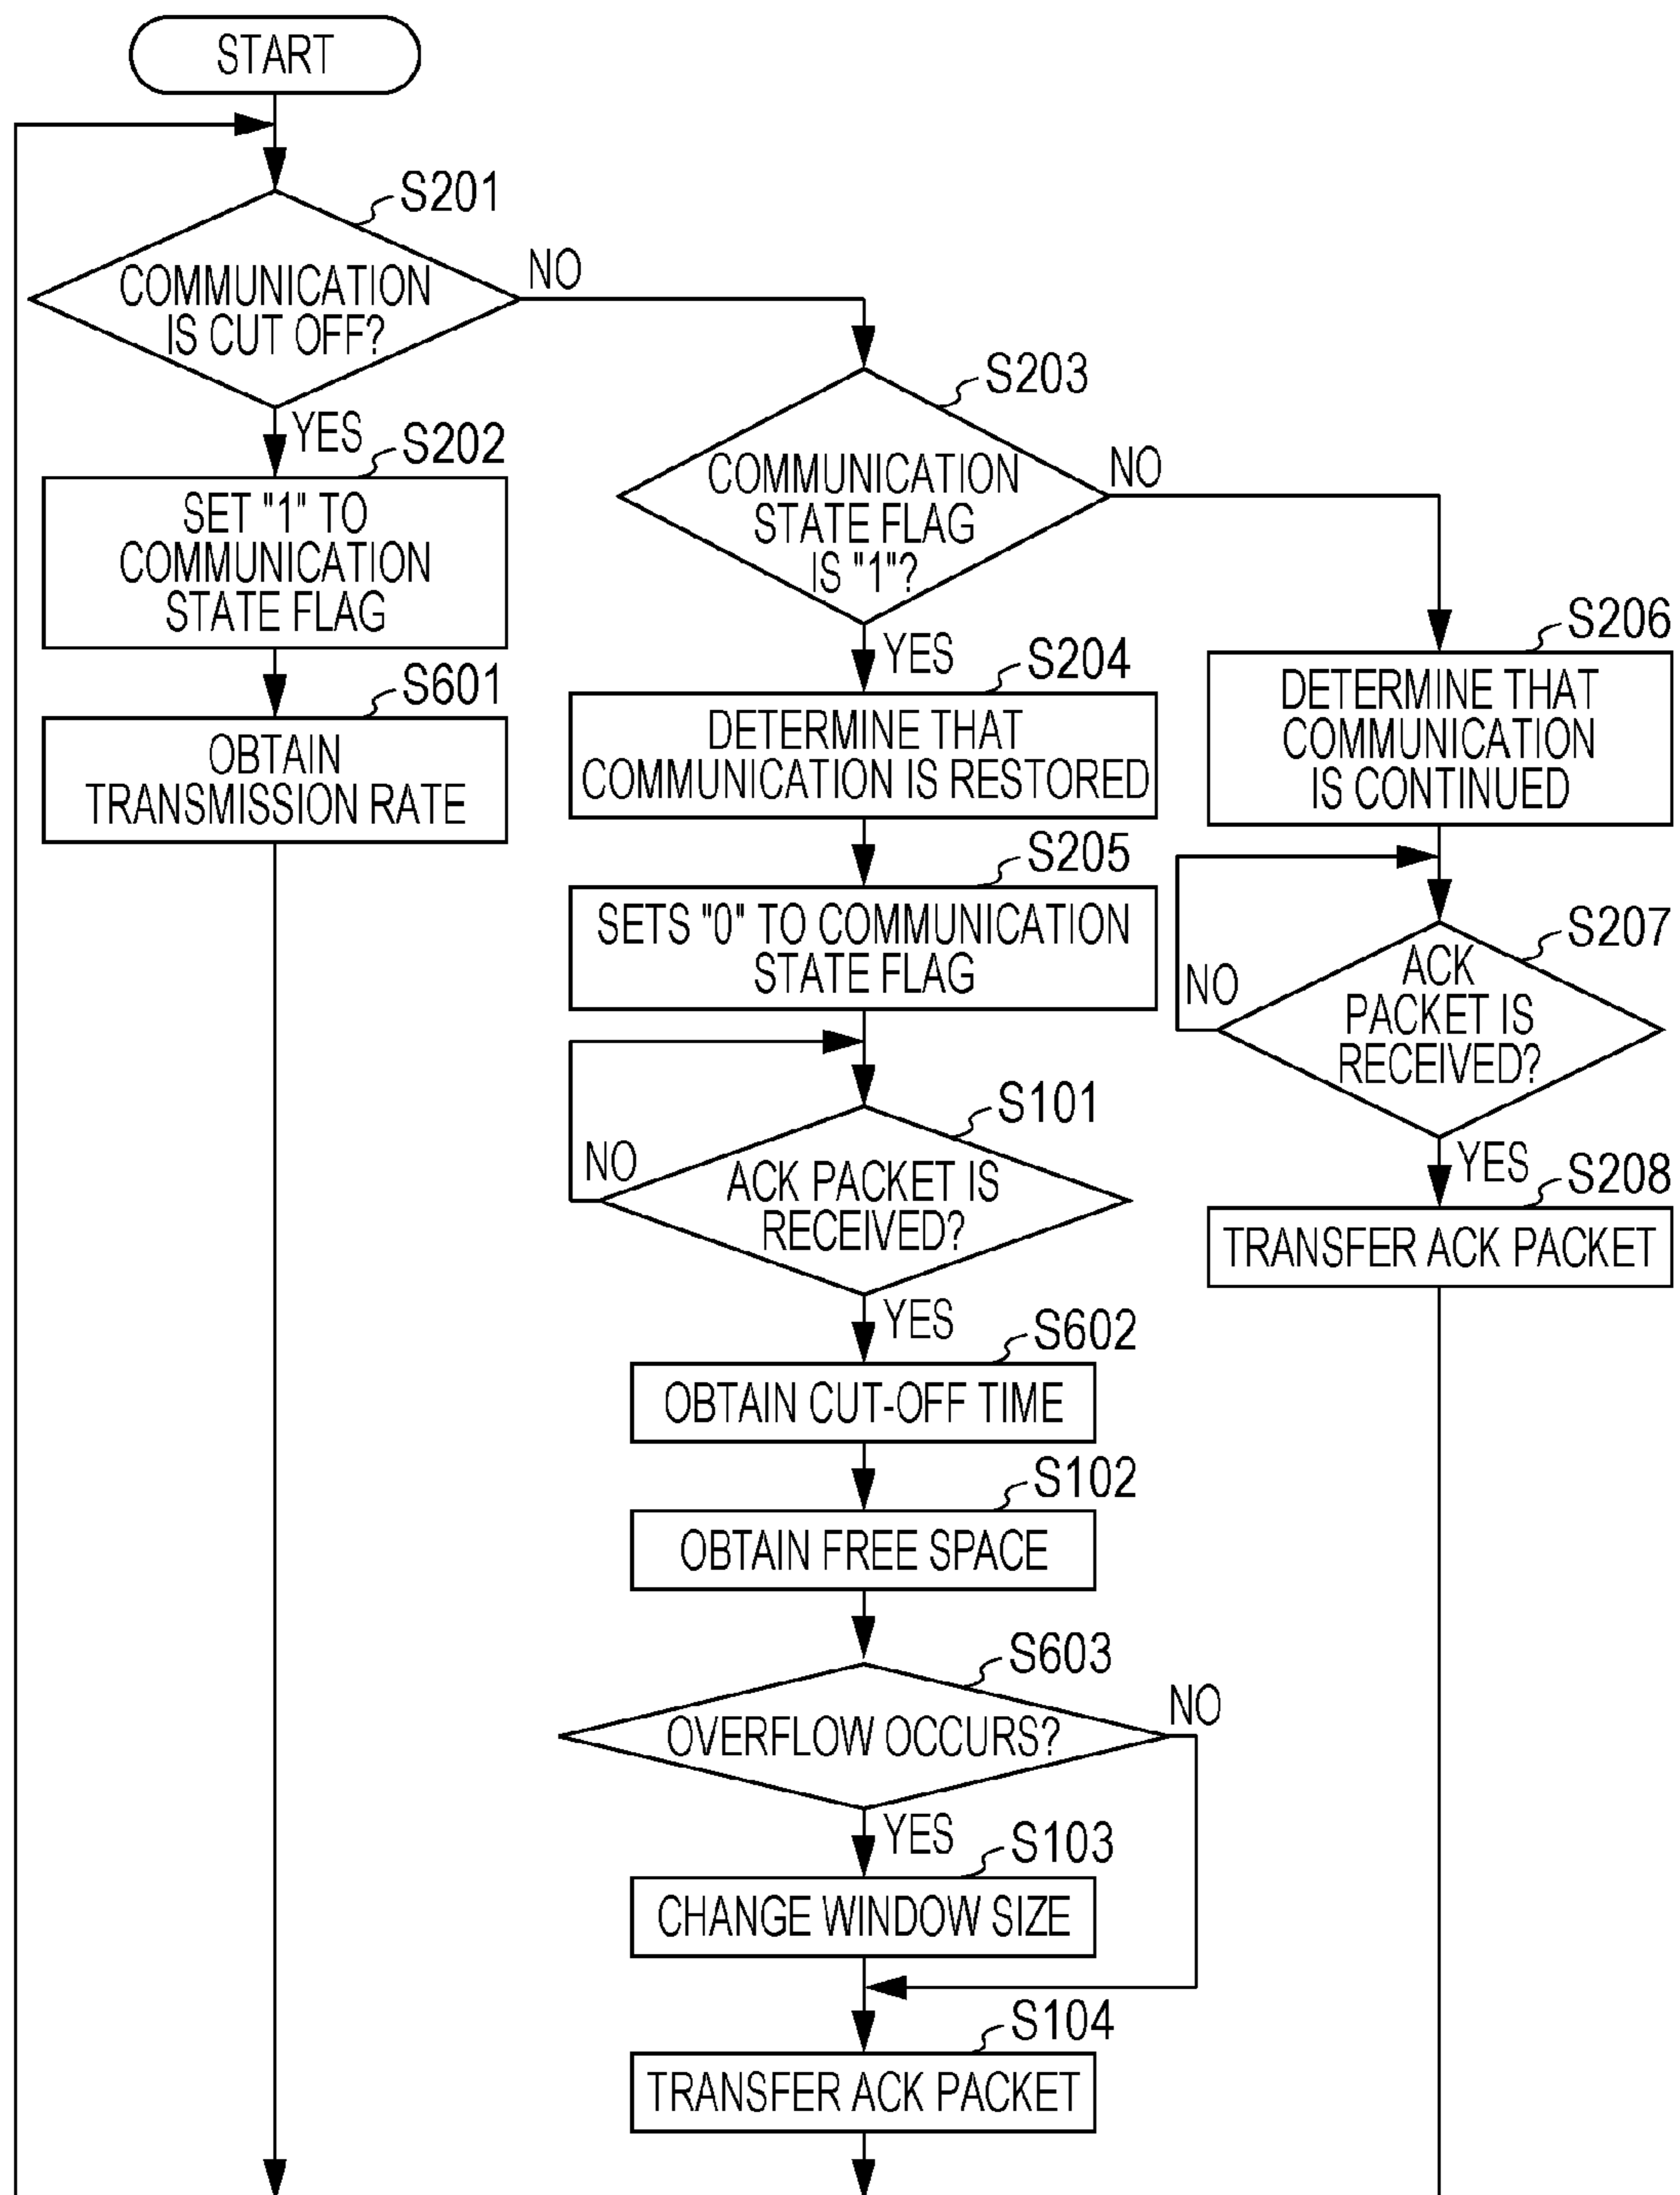 START
S201
COMMUNICATION
IS CUT OFF?
NO
YES
S202
SET "1" TO
COMMUNICATION
STATE FLAG
S601
OBTAIN
TRANSMISSION RATE
S203
COMMUNICATION
STATE FLAG
IS "1"?
NO
YES
S204
DETERMINE THAT
COMMUNICATION IS RESTORED
S205
SETS "0" TO COMMUNICATION
STATE FLAG
S101
NO
ACK PACKET IS
RECEIVED?
YES
S602
OBTAIN CUT-OFF TIME
S102
OBTAIN FREE SPACE
S603
OVERFLOW OCCURS?
NO
YES
S103
CHANGE WINDOW SIZE
S104
TRANSFER ACK PACKET
S206
DETERMINE THAT
COMMUNICATION
IS CONTINUED
S207
NO
ACK
PACKET IS
RECEIVED?
YES
S208
TRANSFER ACK PACKET